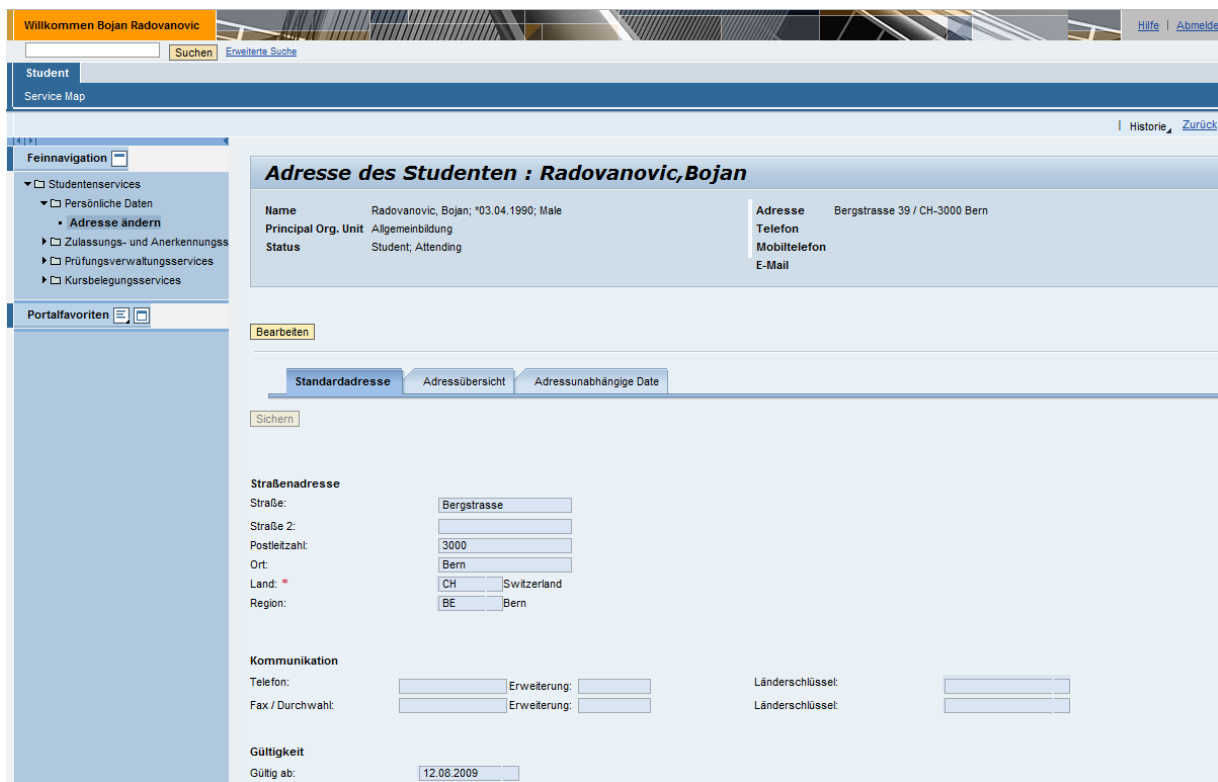 Willkommen Bojan Radovanovic
Hilfe | Abmelde
Suchen Erweiterte Suche
Student
Service Map
| Historie Zurück
Feinnavigation
Studentenservices
Persönliche Daten
Adresse ändern
Zulassungs- und Anerkennungss
Prüfungsverwaltungsservices
Kursbelegungsservices
Portalfavoriten
Adresse des Studenten : Radovanovic,Bojan
Name Radovanovic, Bojan; *03.04.1990; Male Adresse Bergstrasse 39 / CH-3000 Bern
Principal Org. Unit Allgemeinbildung Telefon
Status Student; Attending Mobiltelefon
E-Mail
Bearbeiten
Standardadresse Adressübersicht Adressunabhängige Date
Sichern
Straßenadresse
Straße: Bergstrasse
Straße 2:
Postleitzahl: 3000
Ort: Bern
Land: * CH Switzerland
Region: BE Bern
Kommunikation
Telefon: Erweiterung: Länderschlüssel:
Fax / Durchwahl: Erweiterung: Länderschlüssel:
Gültigkeit
Gültig ab: 12.08.2009